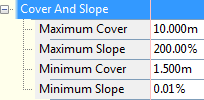 Cover And Slope
Maximum Cover 10.000m
Maximum Slope 200.00%
Minimum Cover 1.500m
Minimum Slope 0.01%